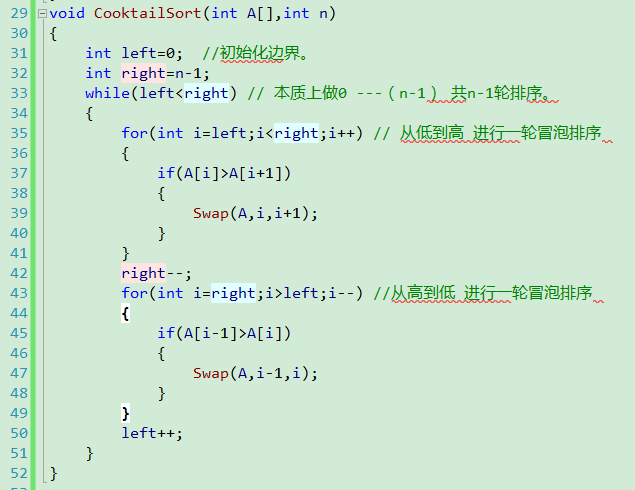 29 void CooktailSort(int A[],int n)
30 {
31 int left=0; //初始化边界。
32 int right=n-1;
33 while(left<right) // 本质上做0 ---（n-1） 共n-1轮排序。
34 {
35 for(int i=left;i<right;i++) // 从低到高 进行一轮冒泡排序
36 {
37 if(A[i]>A[i+1])
38 {
39 Swap(A,i,i+1);
40 }
41 }
42 right--;
43 for(int i=right;i>left;i--) //从高到低 进行一轮冒泡排序
44 {
45 if(A[i-1]>A[i])
46 {
47 Swap(A,i-1,i);
48 }
49 }
50 left++;
51 }
52 }